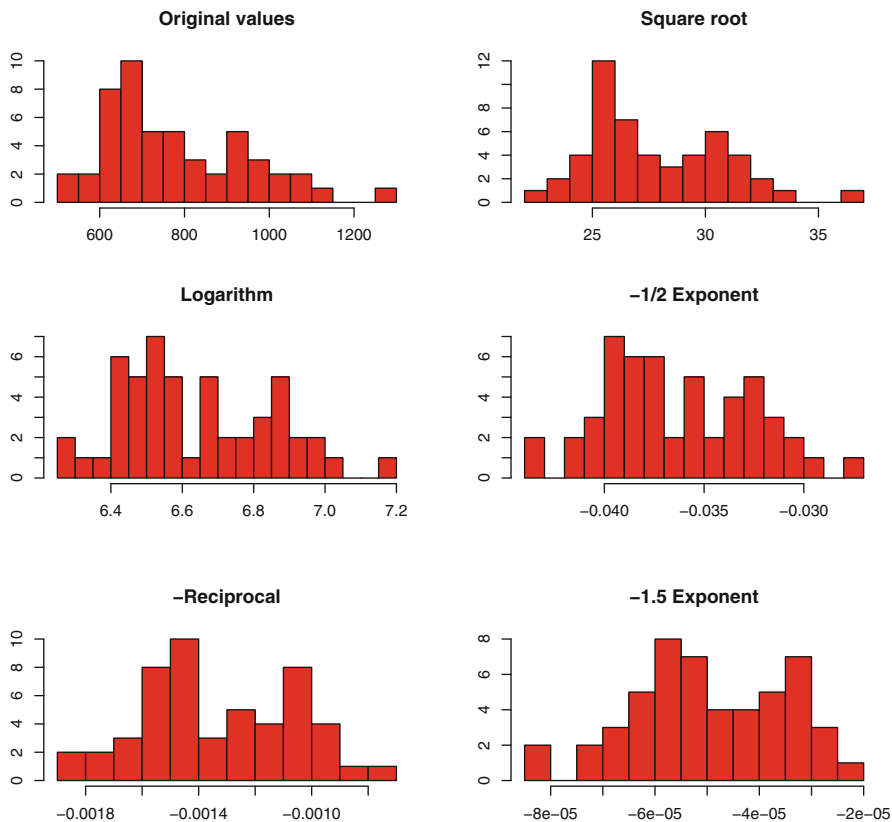 Original values
10
8
6
4
2
0
600 800 1000 1200
Square root
12
8
6
4
2
0
25 30 35
Logarithm
6
4
2
0
6.4 6.6 6.8 7.0 7.2
−1/2 Exponent
6
4
2
0
−0.040 −0.035 −0.030
−Reciprocal
10
8
6
4
2
0
−0.0018 −0.0014 −0.0010
−1.5 Exponent
8
6
4
2
0
−8e−05 −6e−05 −4e−05 −2e−05